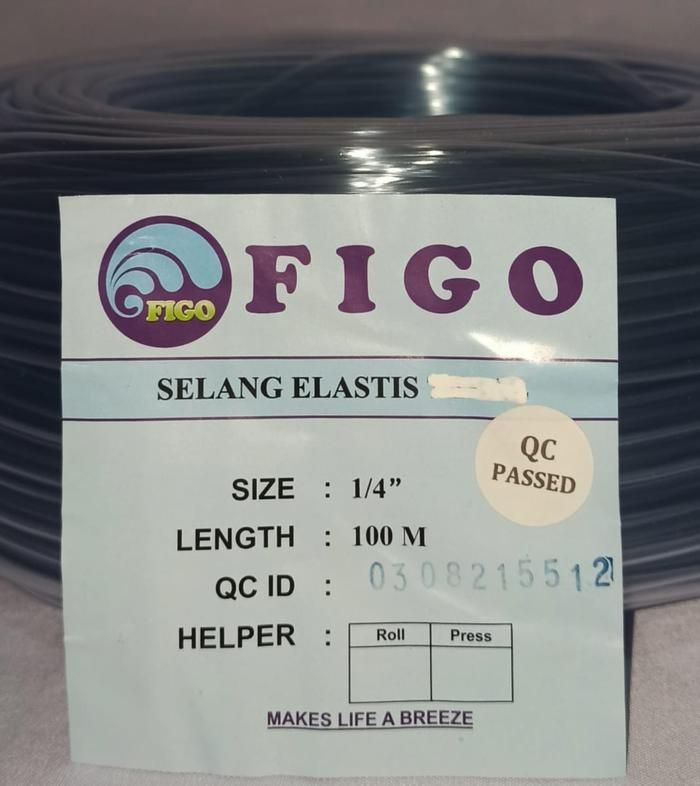 FIGO
FIGO
SELANG ELASTIS
QC
PASSED
SIZE : 1/4”
LENGTH : 100 M
QC ID : 0308215512
HELPER :
Roll Press
MAKES LIFE A BREEZE